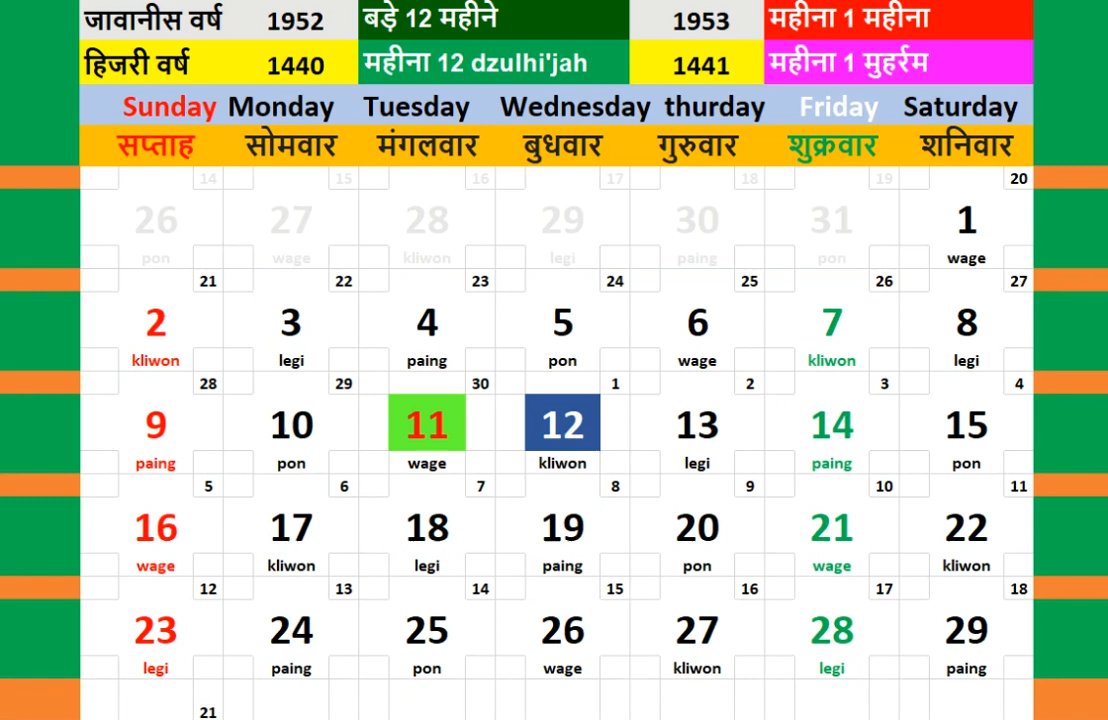 जावानीस वर्ष 1952 बड़े 12 महीने 1953 महीना 1 महीना
हिजरी वर्ष 1440 महीना 12 dzulhi'jah 1441 महीना 1 मुहर्रम
Sunday Monday Tuesday Wednesday thurday Friday Saturday
सप्ताह सोमवार मंगलवार बुधवार गुरुवार शुक्रवार शनिवार
14 15 16 17 18 19 20
26 27 28 29 30 31 1
pon wage kliwon legi paing pon wage
21 22 23 24 25 26 27
2 3 4 5 6 7 8
kliwon legi paing pon wage kliwon legi
28 29 30 1 2 3 4
9 10 11 12 13 14 15
paing pon wage kliwon legi paing pon
5 6 7 8 9 10 11
16 17 18 19 20 21 22
wage kliwon legi paing pon wage kliwon
12 13 14 15 16 17 18
23 24 25 26 27 28 29
legi paing pon wage kliwon legi paing
21